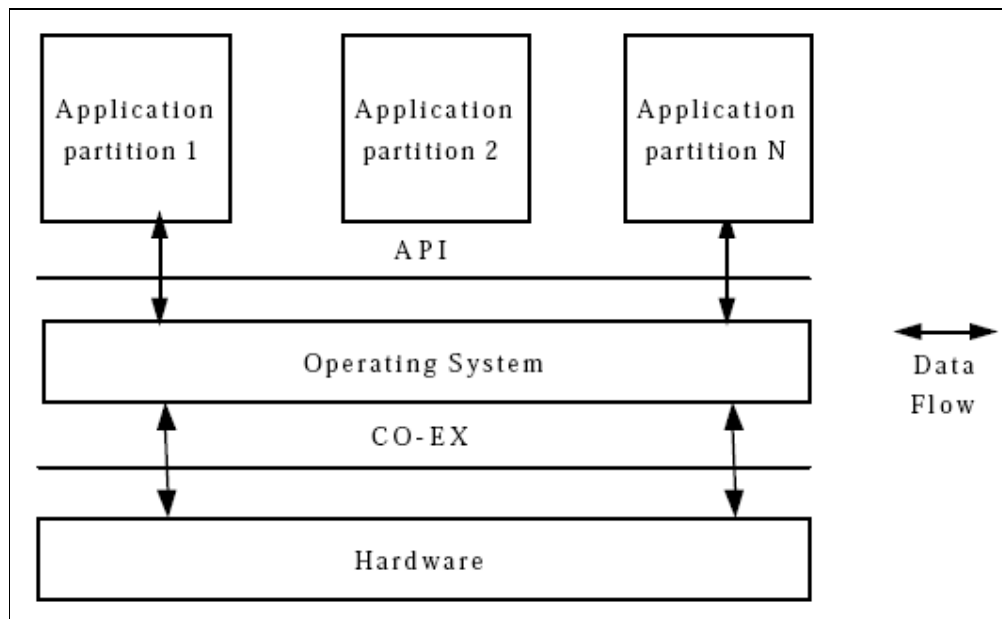 Application
partition 1
Application
partition 2
Application
partition N
API
Operating System
Data
Flow
CO-EX
Hardware